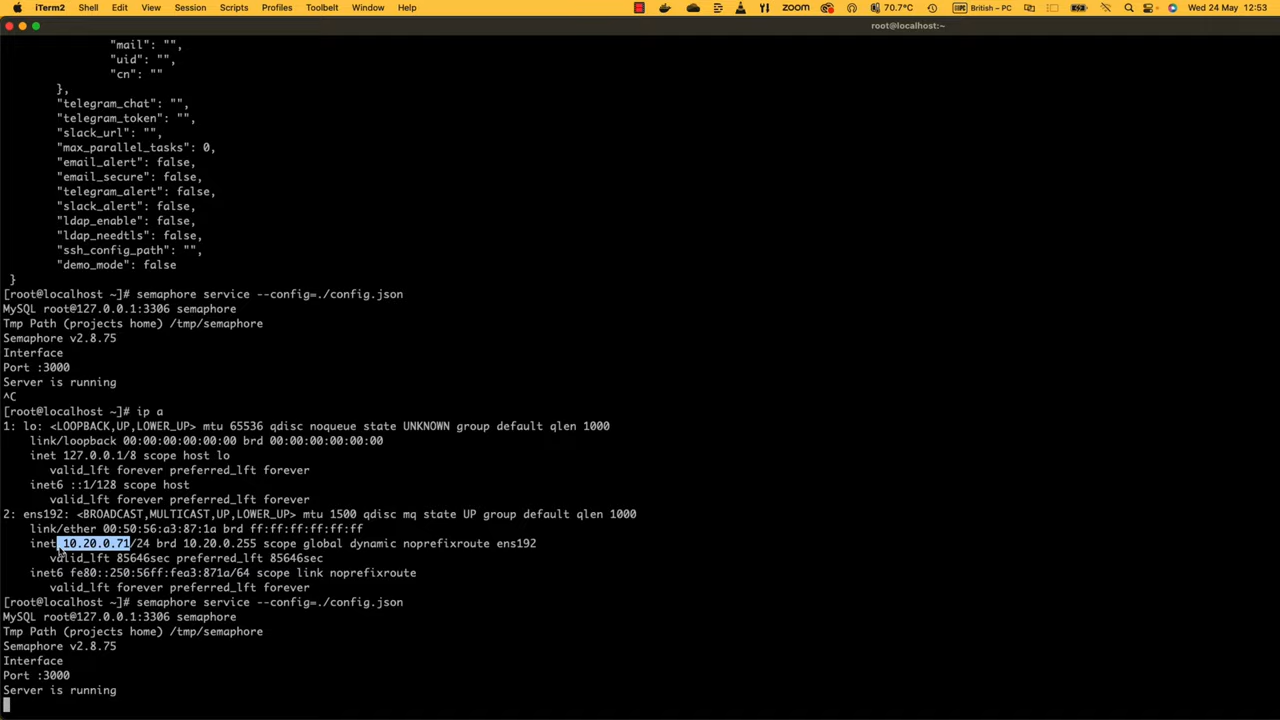 iTerm2 Shell Edit View Session Scripts Profiles Toolbelt Window Help zoom 70.7°C British – PC Wed 24 May 12:53
root@localhost:~
"mail": "",
"uid": "",
"cn": ""
},
"telegram_chat": "",
"telegram_token": "",
"slack_url": "",
"max_parallel_tasks": 0,
"email_alert": false,
"email_secure": false,
"telegram_alert": false,
"slack_alert": false,
"ldap_enable": false,
"ldap_needtls": false,
"ssh_config_path": "",
"demo_mode": false
}
[root@localhost ~]# semaphore service --config=./config.json
MySQL root@127.0.0.1:3306 semaphore
Tmp Path (projects home) /tmp/semaphore
Semaphore v2.8.75
Interface
Port :3000
Server is running
^C
[root@localhost ~]# ip a
1: lo: <LOOPBACK,UP,LOWER_UP> mtu 65536 qdisc noqueue state UNKNOWN group default qlen 1000
link/loopback 00:00:00:00:00:00 brd 00:00:00:00:00:00
inet 127.0.0.1/8 scope host lo
valid_lft forever preferred_lft forever
inet6 ::1/128 scope host
valid_lft forever preferred_lft forever
2: ens192: <BROADCAST,MULTICAST,UP,LOWER_UP> mtu 1500 qdisc mq state UP group default qlen 1000
link/ether 00:50:56:a3:87:1a brd ff:ff:ff:ff:ff:ff
inet 10.20.0.71/24 brd 10.20.0.255 scope global dynamic noprefixroute ens192
valid_lft 85646sec preferred_lft 85646sec
inet6 fe80::250:56ff:fea3:871a/64 scope link noprefixroute
valid_lft forever preferred_lft forever
[root@localhost ~]# semaphore service --config=./config.json
MySQL root@127.0.0.1:3306 semaphore
Tmp Path (projects home) /tmp/semaphore
Semaphore v2.8.75
Interface
Port :3000
Server is running